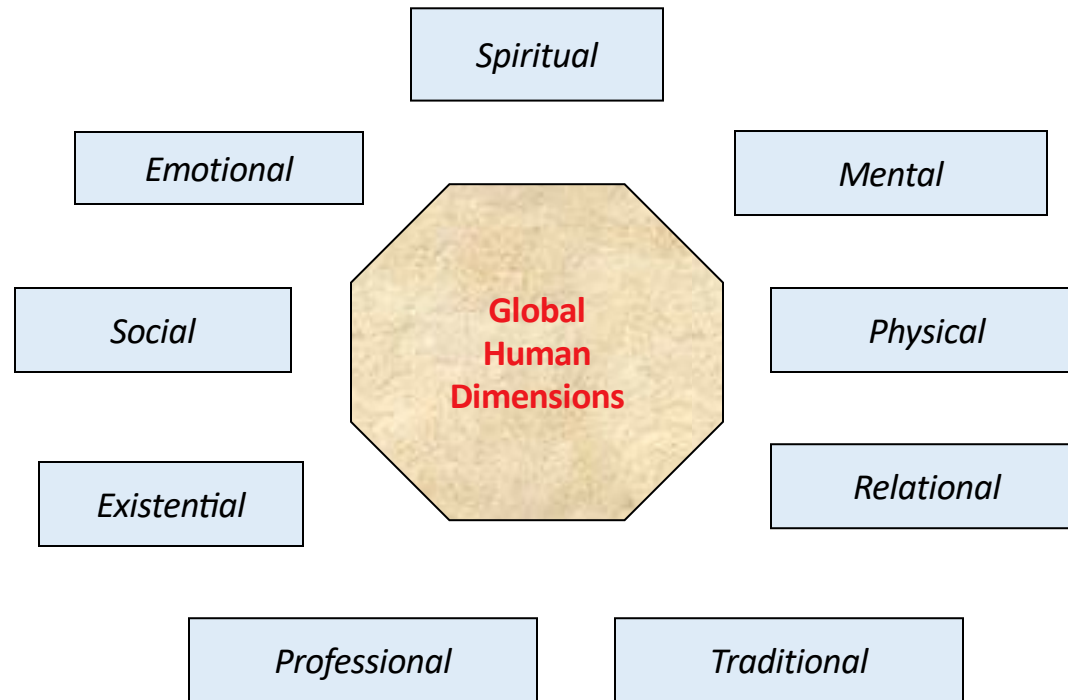 Spiritual
Emotional
Mental
Global
Human
Dimensions
Social
Physical
Existential
Relational
Professional
Traditional